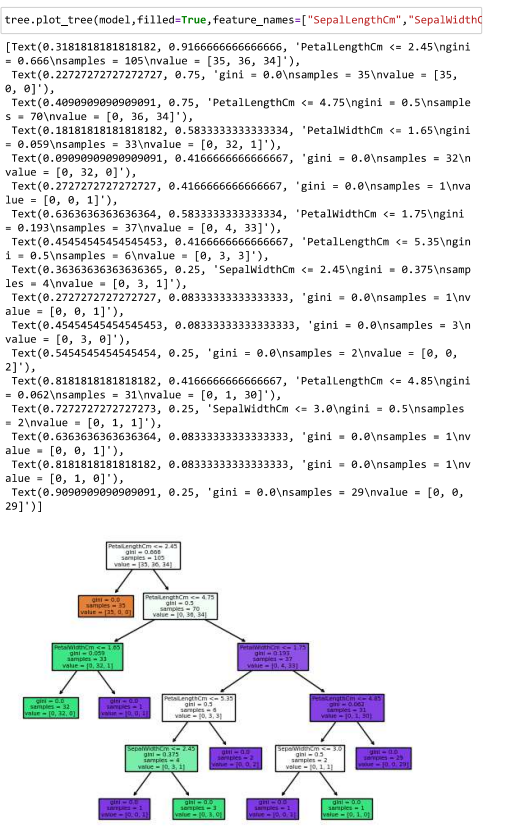 tree.plot_tree(model,filled=True,feature_names=["SepalLengthCm","SepalWidthC
[Text(0.3181818181818182, 0.9166666666666666, 'PetalLengthCm <= 2.45\ngini
= 0.666\nsamples = 105\nvalue = [35, 36, 34]'),
Text(0.22727272727272727, 0.75, 'gini = 0.0\nsamples = 35\nvalue = [35,
0, 0]'),
Text(0.4090909090909091, 0.75, 'PetalLengthCm <= 4.75\ngini = 0.5\nsample
s = 70\nvalue = [0, 36, 34]'),
Text(0.18181818181818182, 0.5833333333333334, 'PetalWidthCm <= 1.65\ngini
= 0.059\nsamples = 33\nvalue = [0, 32, 1]'),
Text(0.09090909090909091, 0.4166666666666667, 'gini = 0.0\nsamples = 32\n
value = [0, 32, 0]'),
Text(0.2727272727272727, 0.4166666666666667, 'gini = 0.0\nsamples = 1\nva
lue = [0, 0, 1]'),
Text(0.6363636363636364, 0.5833333333333334, 'PetalWidthCm <= 1.75\ngini
= 0.193\nsamples = 37\nvalue = [0, 4, 33]'),
Text(0.45454545454545453, 0.4166666666666667, 'PetalLengthCm <= 5.35\ngin
i = 0.5\nsamples = 6\nvalue = [0, 3, 3]'),
Text(0.36363636363636365, 0.25, 'SepalWidthCm <= 2.45\ngini = 0.375\nsamp
les = 4\nvalue = [0, 3, 1]'),
Text(0.2727272727272727, 0.08333333333333333, 'gini = 0.0\nsamples = 1\nv
alue = [0, 0, 1]'),
Text(0.45454545454545453, 0.08333333333333333, 'gini = 0.0\nsamples = 3\n
value = [0, 3, 0]'),
Text(0.5454545454545454, 0.25, 'gini = 0.0\nsamples = 2\nvalue = [0, 0,
2]'),
Text(0.8181818181818182, 0.4166666666666667, 'PetalLengthCm <= 4.85\ngini
= 0.062\nsamples = 31\nvalue = [0, 1, 30]'),
Text(0.7272727272727273, 0.25, 'SepalWidthCm <= 3.0\ngini = 0.5\nsamples
= 2\nvalue = [0, 1, 1]'),
Text(0.6363636363636364, 0.08333333333333333, 'gini = 0.0\nsamples = 1\nv
alue = [0, 0, 1]'),
Text(0.8181818181818182, 0.08333333333333333, 'gini = 0.0\nsamples = 1\nv
alue = [0, 1, 0]'),
Text(0.9090909090909091, 0.25, 'gini = 0.0\nsamples = 29\nvalue = [0, 0,
29]')]
PetalLengthCm <= 2.45
gini = 0.666
samples = 105
value = [35, 36, 34]
gini = 0.0
samples = 35
value = [35, 0, 0]
PetalLengthCm <= 4.75
gini = 0.5
samples = 70
value = [0, 36, 34]
PetalWidthCm <= 1.65
gini = 0.059
samples = 33
value = [0, 32, 1]
PetalWidthCm <= 1.75
gini = 0.193
samples = 37
value = [0, 4, 33]
gini = 0.0
samples = 32
value = [0, 32, 0]
gini = 0.0
samples = 1
value = [0, 0, 1]
PetalLengthCm <= 5.35
gini = 0.5
samples = 6
value = [0, 3, 3]
PetalLengthCm <= 4.85
gini = 0.062
samples = 31
value = [0, 1, 30]
SepalWidthCm <= 2.45
gini = 0.375
samples = 4
value = [0, 3, 1]
gini = 0.0
samples = 2
value = [0, 0, 2]
SepalWidthCm <= 3.0
gini = 0.5
samples = 2
value = [0, 1, 1]
gini = 0.0
samples = 29
value = [0, 0, 29]
gini = 0.0
samples = 1
value = [0, 0, 1]
gini = 0.0
samples = 3
value = [0, 3, 0]
gini = 0.0
samples = 1
value = [0, 0, 1]
gini = 0.0
samples = 1
value = [0, 1, 0]